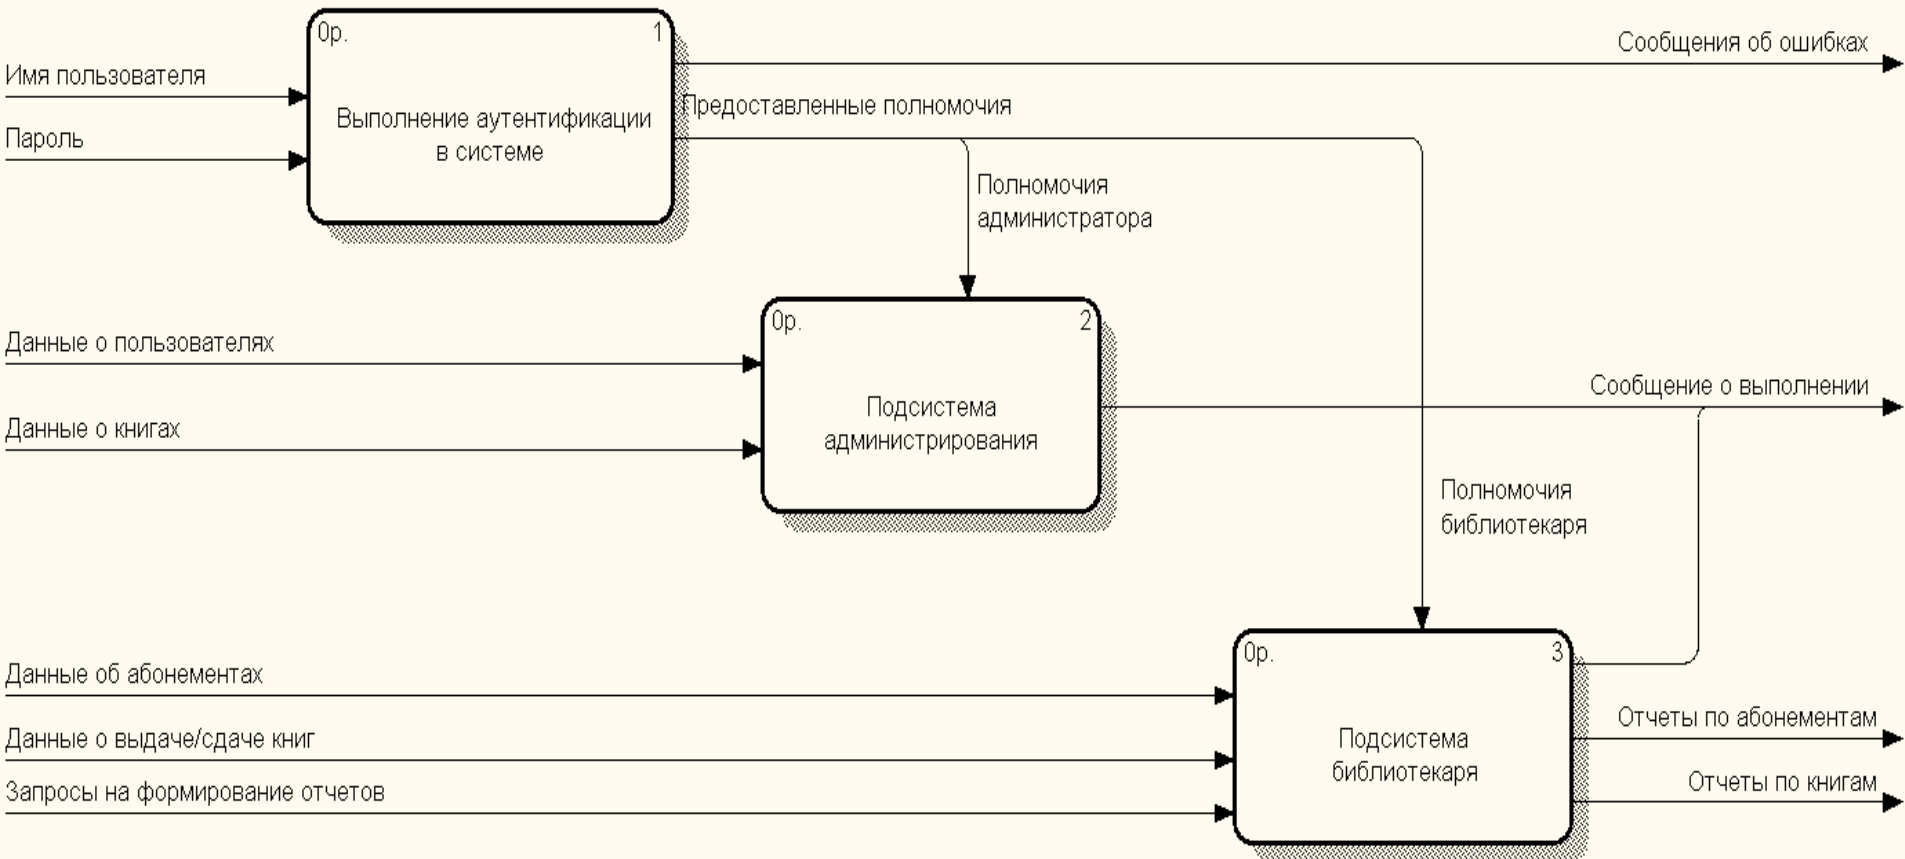 0р. 1
Сообщения об ошибках
Имя пользователя
Предоставленные полномочия
Выполнение аутентификации
в системе
Пароль
Полномочия
администратора
0р. 2
Данные о пользователях
Сообщение о выполнении
Подсистема
администрирования
Данные о книгах
Полномочия
библиотекаря
0р. 3
Данные об абонементах
Отчеты по абонементам
Данные о выдаче/сдаче книг
Подсистема
библиотекаря
Запросы на формирование отчетов
Отчеты по книгам